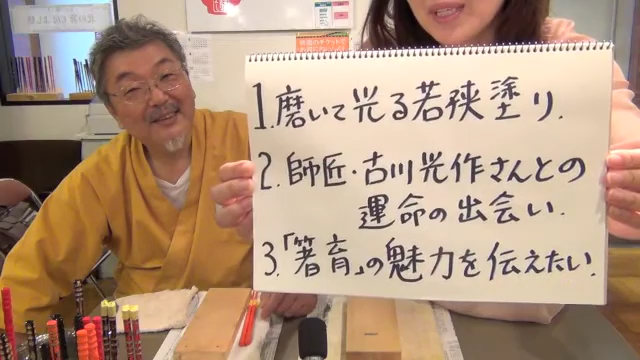 1.磨いて光る若狭塗り.
2.師匠・古川光作さんとの
運命の出会い.
3.「箸育」の魅力を伝えたい.